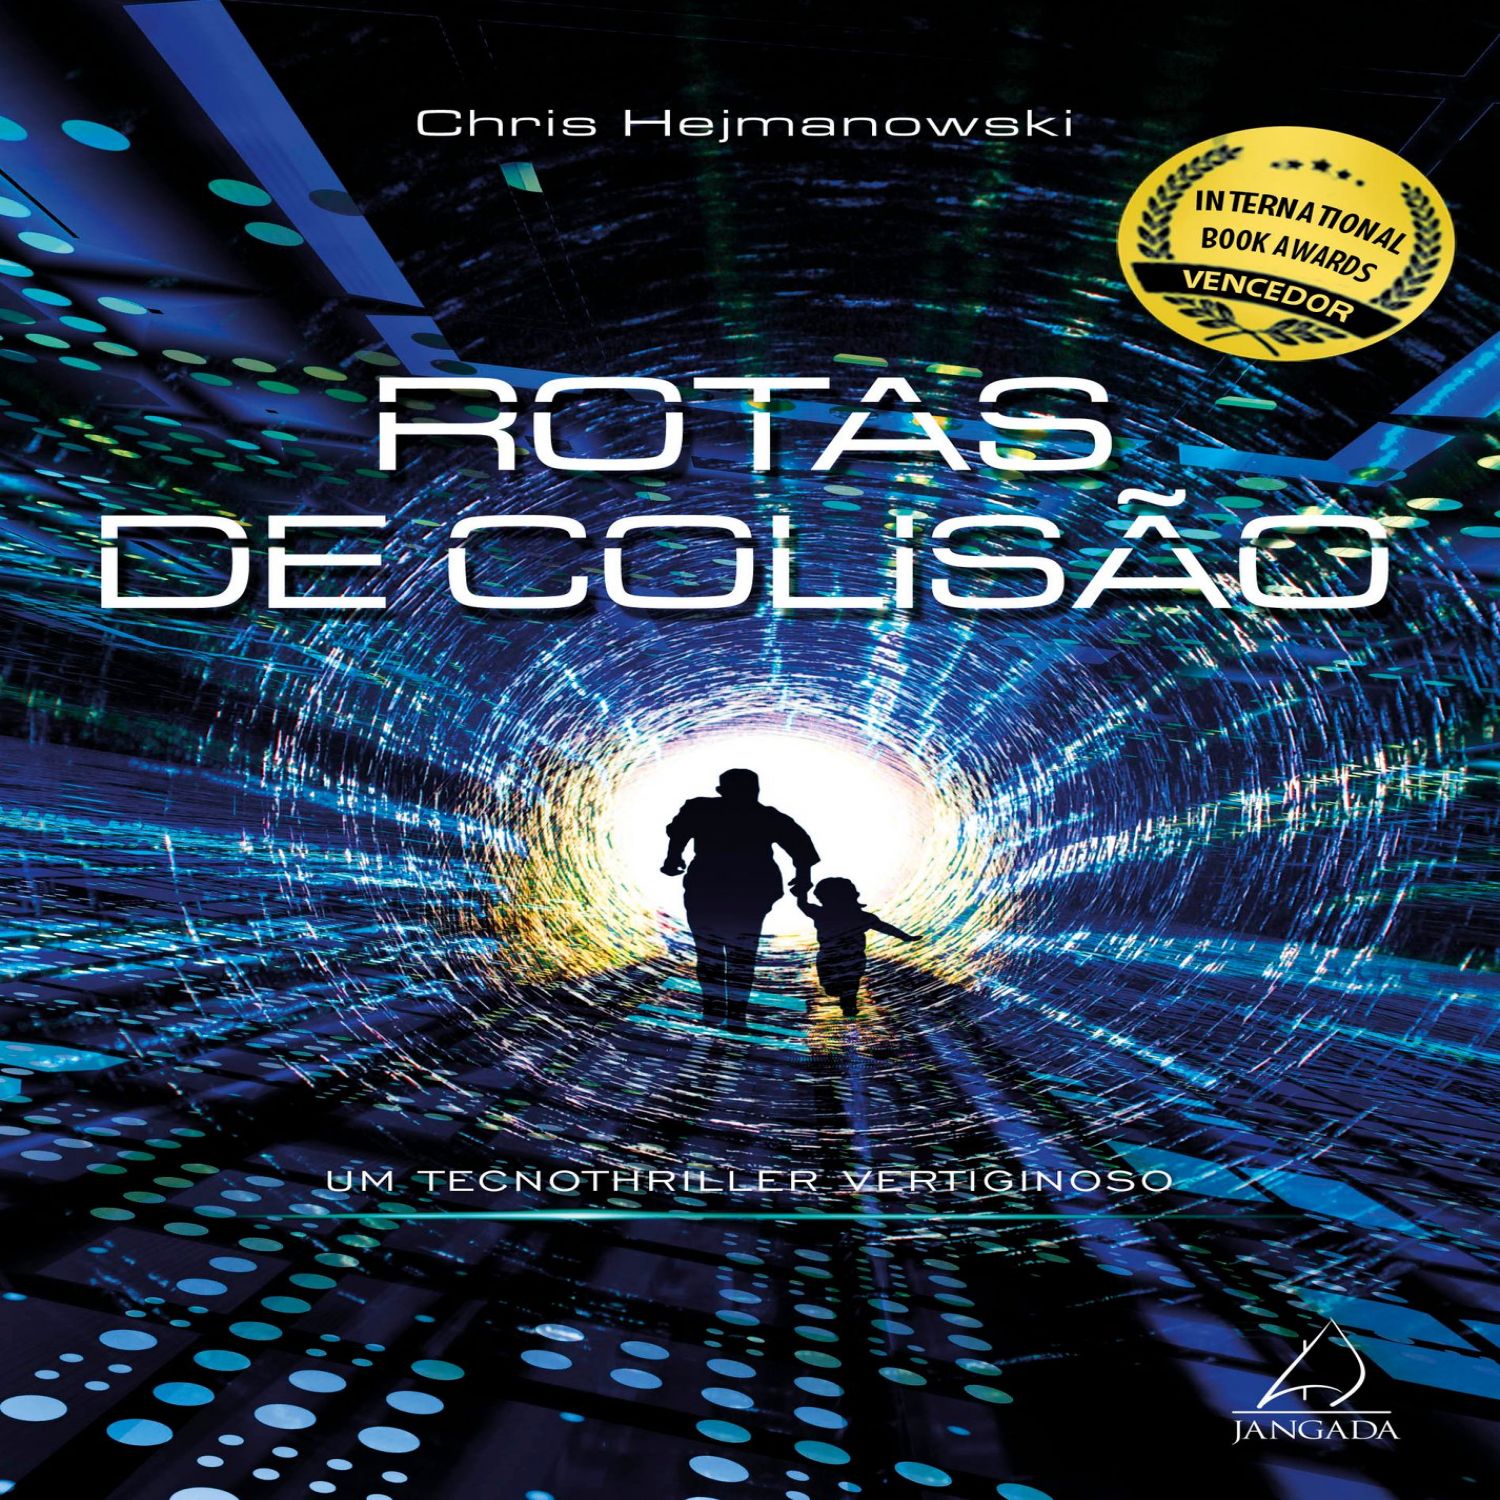 Chris Hejmanowski
INTERNATIONAL
BOOK AWARDS
VENCEDOR
ROTAS
DE COLISÃO
UM TECNOTHRILLER VERTIGINOSO
JANGADA